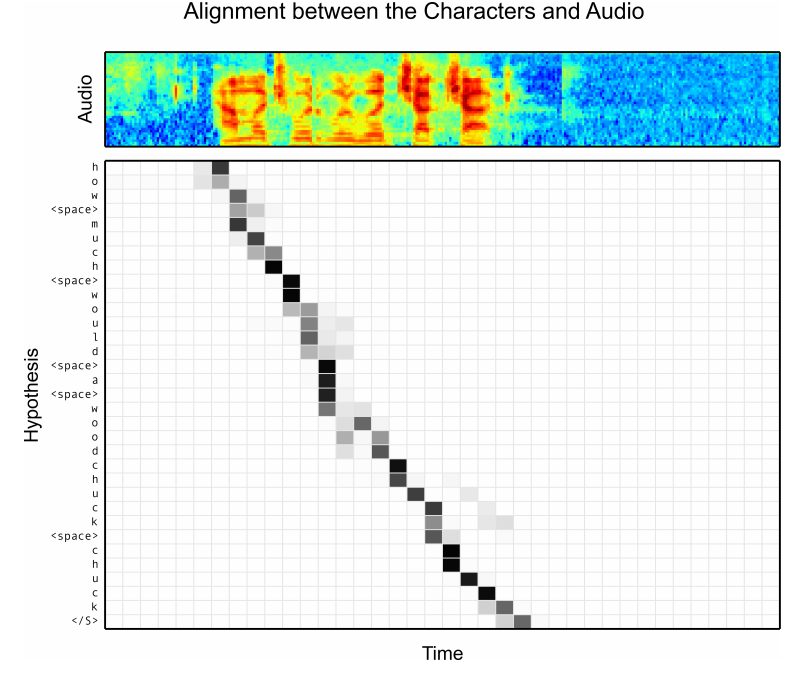 Alignment between the Characters and Audio
Audio
Hypothesis
h
o
w
<space>
m
u
c
h
<space>
w
o
u
l
d
<space>
a
<space>
w
o
o
d
c
h
u
c
k
<space>
c
h
u
c
k
</S>
Time